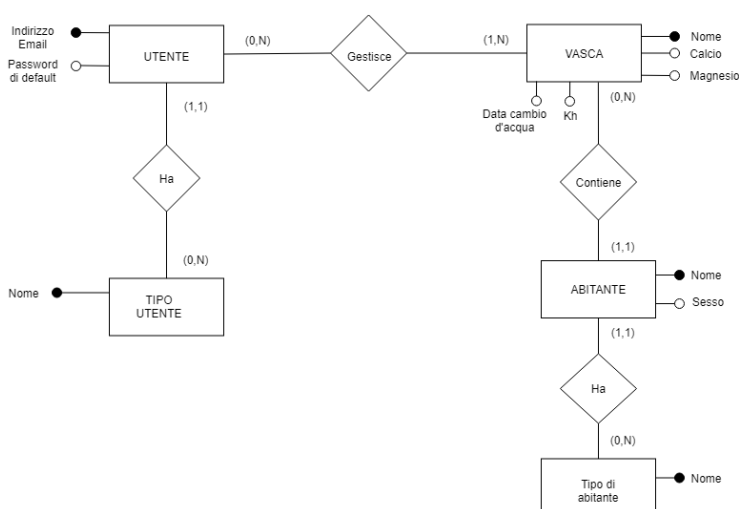 Indirizzo
Email
Password
di default
UTENTE
(0,N)
Gestisce
(1,N)
VASCA
Nome
Calcio
Magnesio
Data cambio
d'acqua
Kh
(0,N)
(1,1)
Ha
Contiene
(0,N)
(1,1)
Nome
TIPO
UTENTE
ABITANTE
Nome
Sesso
(1,1)
Ha
(0,N)
Tipo di
abitante
Nome